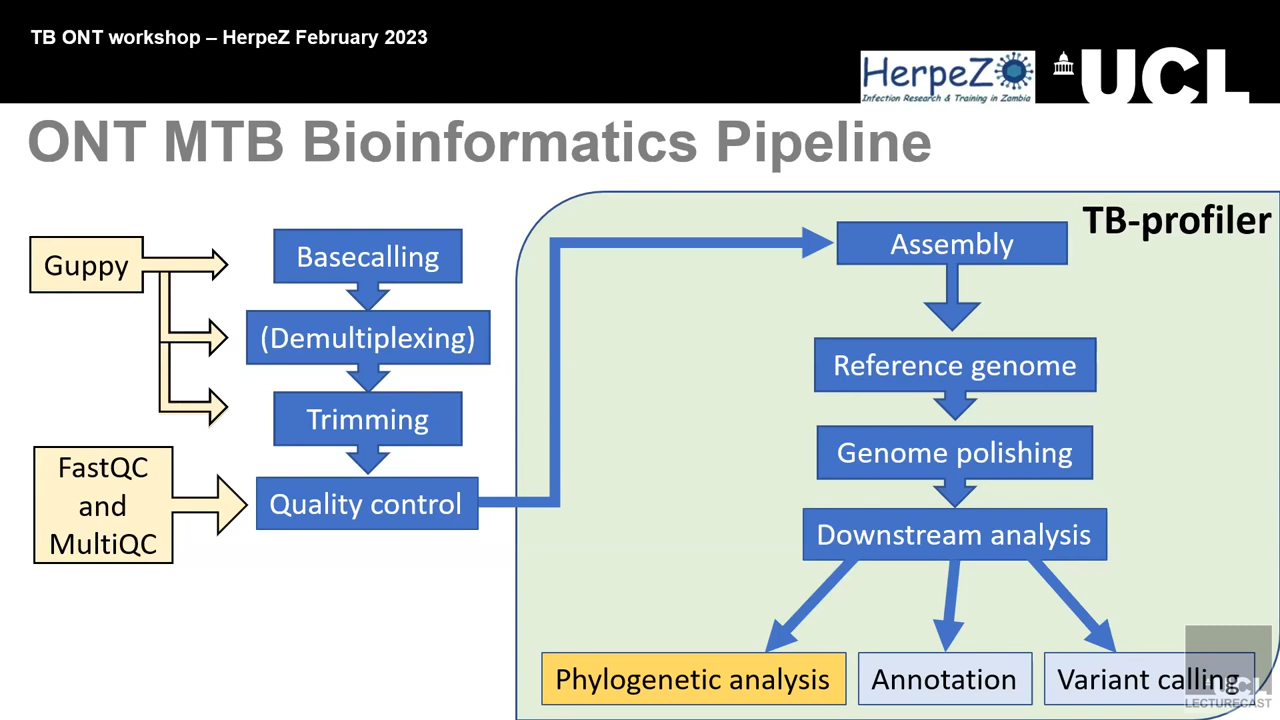 TB ONT workshop – HerpeZ February 2023
HerpeZ
Infection Research & Training in Zambia
UCL
ONT MTB Bioinformatics Pipeline
TB-profiler
Guppy
Basecalling
(Demultiplexing)
Trimming
FastQC
and
MultiQC
Quality control
Assembly
Reference genome
Genome polishing
Downstream analysis
Phylogenetic analysis
Annotation
Variant calling
UCL
LECTURECAST